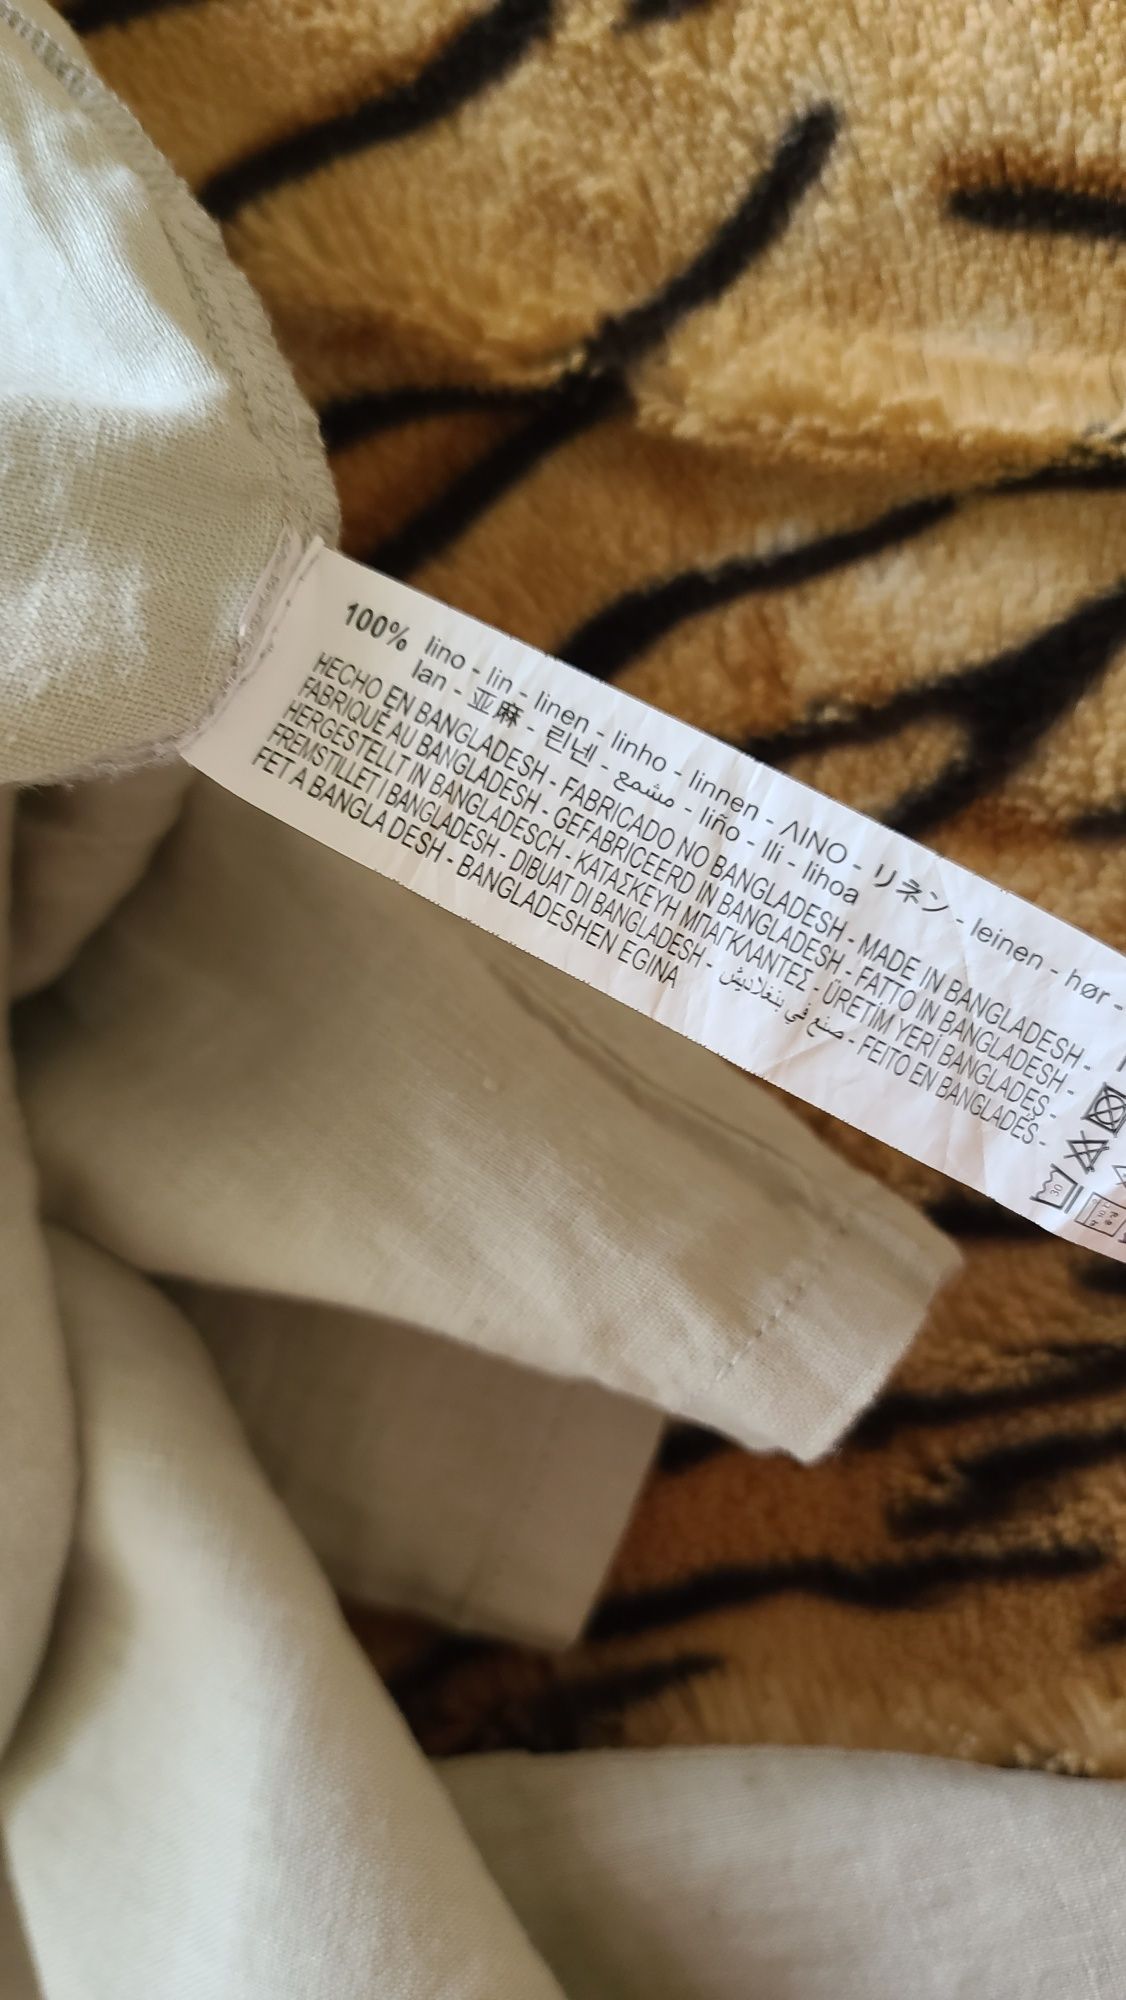 100% lino - lin - linen - linho - linnen - ΛΙΝΟ - リネン - leinen - hør -
lan - 亚麻 - 린넨 - مشمع - liño - lli - lihoa
HECHO EN BANGLADESH - FABRICADO NO BANGLADESH - MADE IN BANGLADESH -
FABRIQUÉ AU BANGLADESH - GEFABRICEERD IN BANGLADESH - FATTO IN BANGLADESH -
HERGESTELLT IN BANGLADESCH - ΚΑΤΑΣΚΕΥΗ ΜΠΑΓΚΛΑΝΤΕΣ - ÜRETİM YERİ BANGLADEŞ -
FREMSTILLET I BANGLADESH - DIBUAT DI BANGLADESH - صنع في بنغلاديش - FEITO EN BANGLADÉS -
FET A BANGLA DESH - BANGLADESHEN EGINA
30